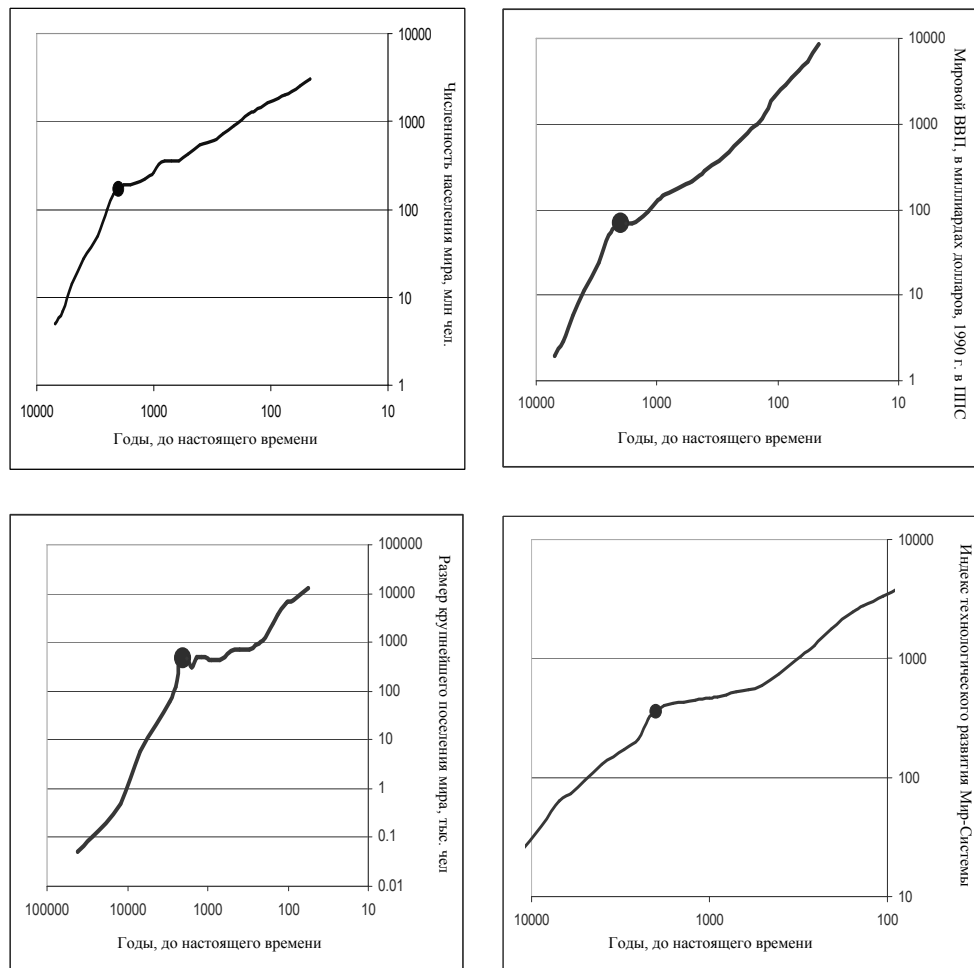 10000
1000
100
10
1
Численность населения мира, млн чел.
10000 1000 100 10
Годы, до настоящего времени
10000
1000
100
10
1
Мировой ВВП, в миллиардах долларов, 1990 г. в ППС
10000 1000 100 10
Годы, до настоящего времени
100000
10000
1000
100
10
1
0.1
0.01
Размер крупнейшего поселения мира, тыс. чел
100000 10000 1000 100 10
Годы, до настоящего времени
10000
1000
100
10
Индекс технологического развития Мир-Системы
10000 1000 100
Годы, до настоящего времени